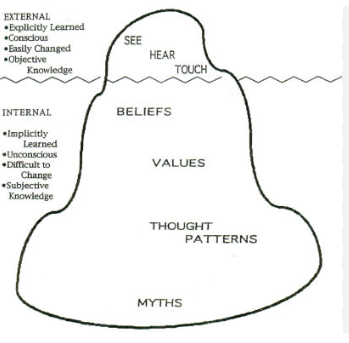 EXTERNAL
•Explicitly Learned
•Conscious
•Easily Changed
•Objective
Knowledge
SEE
HEAR
TOUCH
INTERNAL
•Implicitly
Learned
•Unconscious
•Difficult to
Change
•Subjective
Knowledge
BELIEFS
VALUES
THOUGHT
PATTERNS
MYTHS